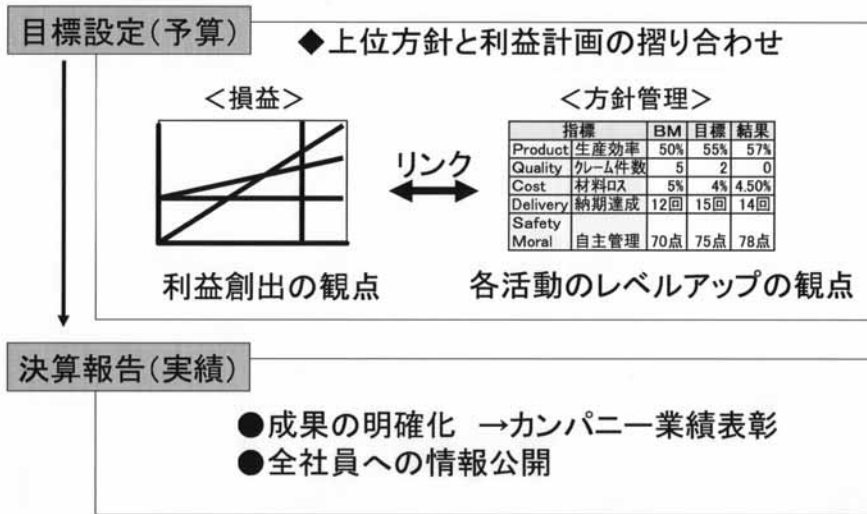 目標設定(予算)
◆上位方針と利益計画の摺り合わせ
<損益>
リンク
利益創出の観点
<方針管理>
指標 BM 目標 結果
Product 生産効率 50% 55% 57%
Quality クレーム件数 5 2 0
Cost 材料ロス 5% 4% 4.50%
Delivery 納期達成 12回 15回 14回
Safety
Moral 自主管理 70点 75点 78点
各活動のレベルアップの観点
決算報告(実績)
●成果の明確化 →カンパニー業績表彰
●全社員への情報公開